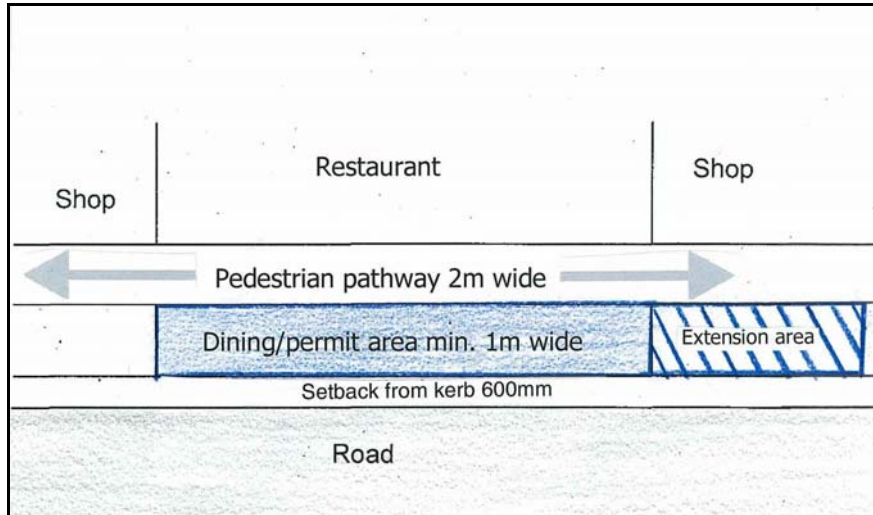 Restaurant
Shop
Shop
Pedestrian pathway 2m wide
Dining/permit area min. 1m wide
Extension area
Setback from kerb 600mm
Road